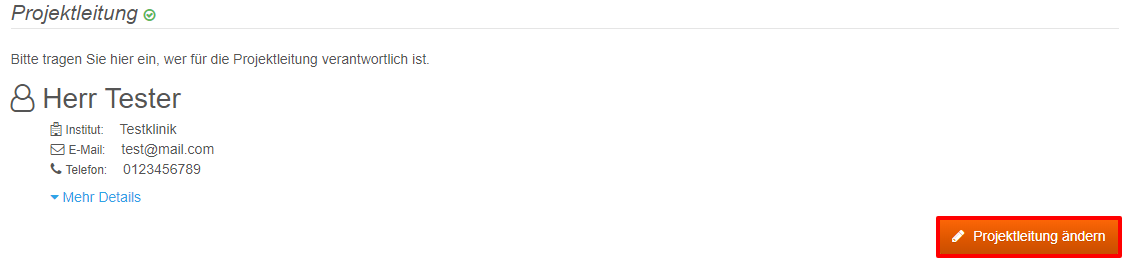 Projektleitung
Bitte tragen Sie hier ein, wer für die Projektleitung verantwortlich ist.
Herr Tester
Institut: Testklinik
E-Mail: test@mail.com
Telefon: 0123456789
Mehr Details
Projektleitung ändern